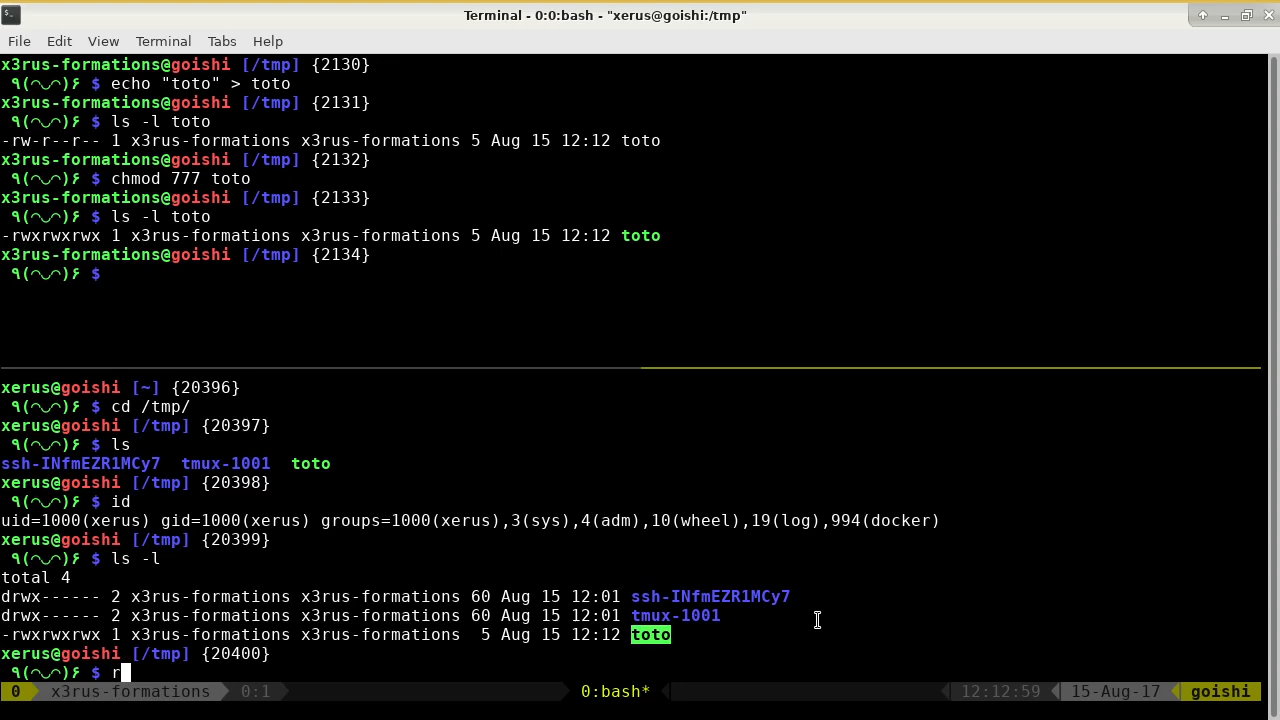 Terminal - 0:0:bash - "xerus@goishi:/tmp"
File Edit View Terminal Tabs Help
x3rus-formations@goishi [/tmp] {2130}
٩(◠◡◠)۶ $ echo "toto" > toto
x3rus-formations@goishi [/tmp] {2131}
٩(◠◡◠)۶ $ ls -l toto
-rw-r--r-- 1 x3rus-formations x3rus-formations 5 Aug 15 12:12 toto
x3rus-formations@goishi [/tmp] {2132}
٩(◠◡◠)۶ $ chmod 777 toto
x3rus-formations@goishi [/tmp] {2133}
٩(◠◡◠)۶ $ ls -l toto
-rwxrwxrwx 1 x3rus-formations x3rus-formations 5 Aug 15 12:12 toto
x3rus-formations@goishi [/tmp] {2134}
٩(◠◡◠)۶ $
xerus@goishi [~] {20396}
٩(◠◡◠)۶ $ cd /tmp/
xerus@goishi [/tmp] {20397}
٩(◠◡◠)۶ $ ls
ssh-INfmEZR1MCy7 tmux-1001 toto
xerus@goishi [/tmp] {20398}
٩(◠◡◠)۶ $ id
uid=1000(xerus) gid=1000(xerus) groups=1000(xerus),3(sys),4(adm),10(wheel),19(log),994(docker)
xerus@goishi [/tmp] {20399}
٩(◠◡◠)۶ $ ls -l
total 4
drwx------ 2 x3rus-formations x3rus-formations 60 Aug 15 12:01 ssh-INfmEZR1MCy7
drwx------ 2 x3rus-formations x3rus-formations 60 Aug 15 12:01 tmux-1001
-rwxrwxrwx 1 x3rus-formations x3rus-formations  5 Aug 15 12:12 toto
xerus@goishi [/tmp] {20400}
٩(◠◡◠)۶ $ r
0 x3rus-formations 0:1 0:bash* 12:12:59 15-Aug-17 goishi